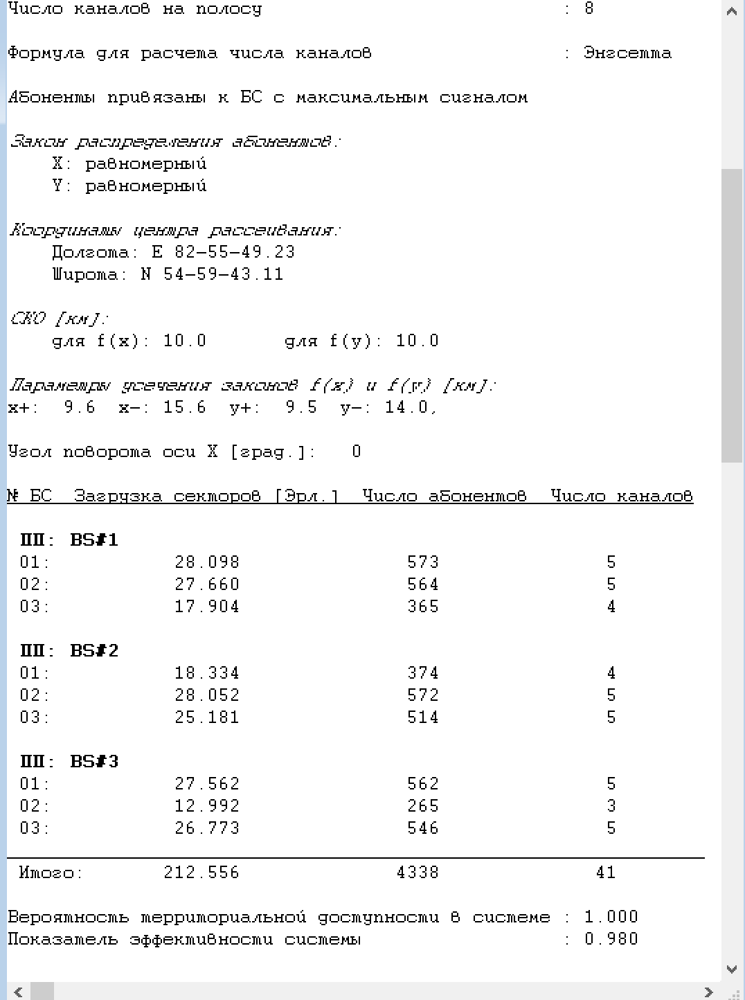 Число каналов на полосу : 8
Формула для расчета числа каналов : Энгсетта
Абоненты привязаны к БС с максимальным сигналом
Закон распределения абонентов:
X: равномерный
Y: равномерный
Координаты центра рассеивания:
Долгота: E 82-55-49.23
Широта: N 54-59-43.11
СКО [км]:
для f(x): 10.0 для f(y): 10.0
Параметры усечения законов f(x) и f(y) [км]:
x+: 9.6 x-: 15.6 y+: 9.5 y-: 14.0,
Угол поворота оси X [град.]: 0
№ БС Загрузка секторов [Эрл.] Число абонентов Число каналов
ПП: BS#1
01: 28.098 573 5
02: 27.660 564 5
03: 17.904 365 4
ПП: BS#2
01: 18.334 374 4
02: 28.052 572 5
03: 25.181 514 5
ПП: BS#3
01: 27.562 562 5
02: 12.992 265 3
03: 26.773 546 5
Итого: 212.556 4338 41
Вероятность территориальной доступности в системе : 1.000
Показатель эффективности системы : 0.980